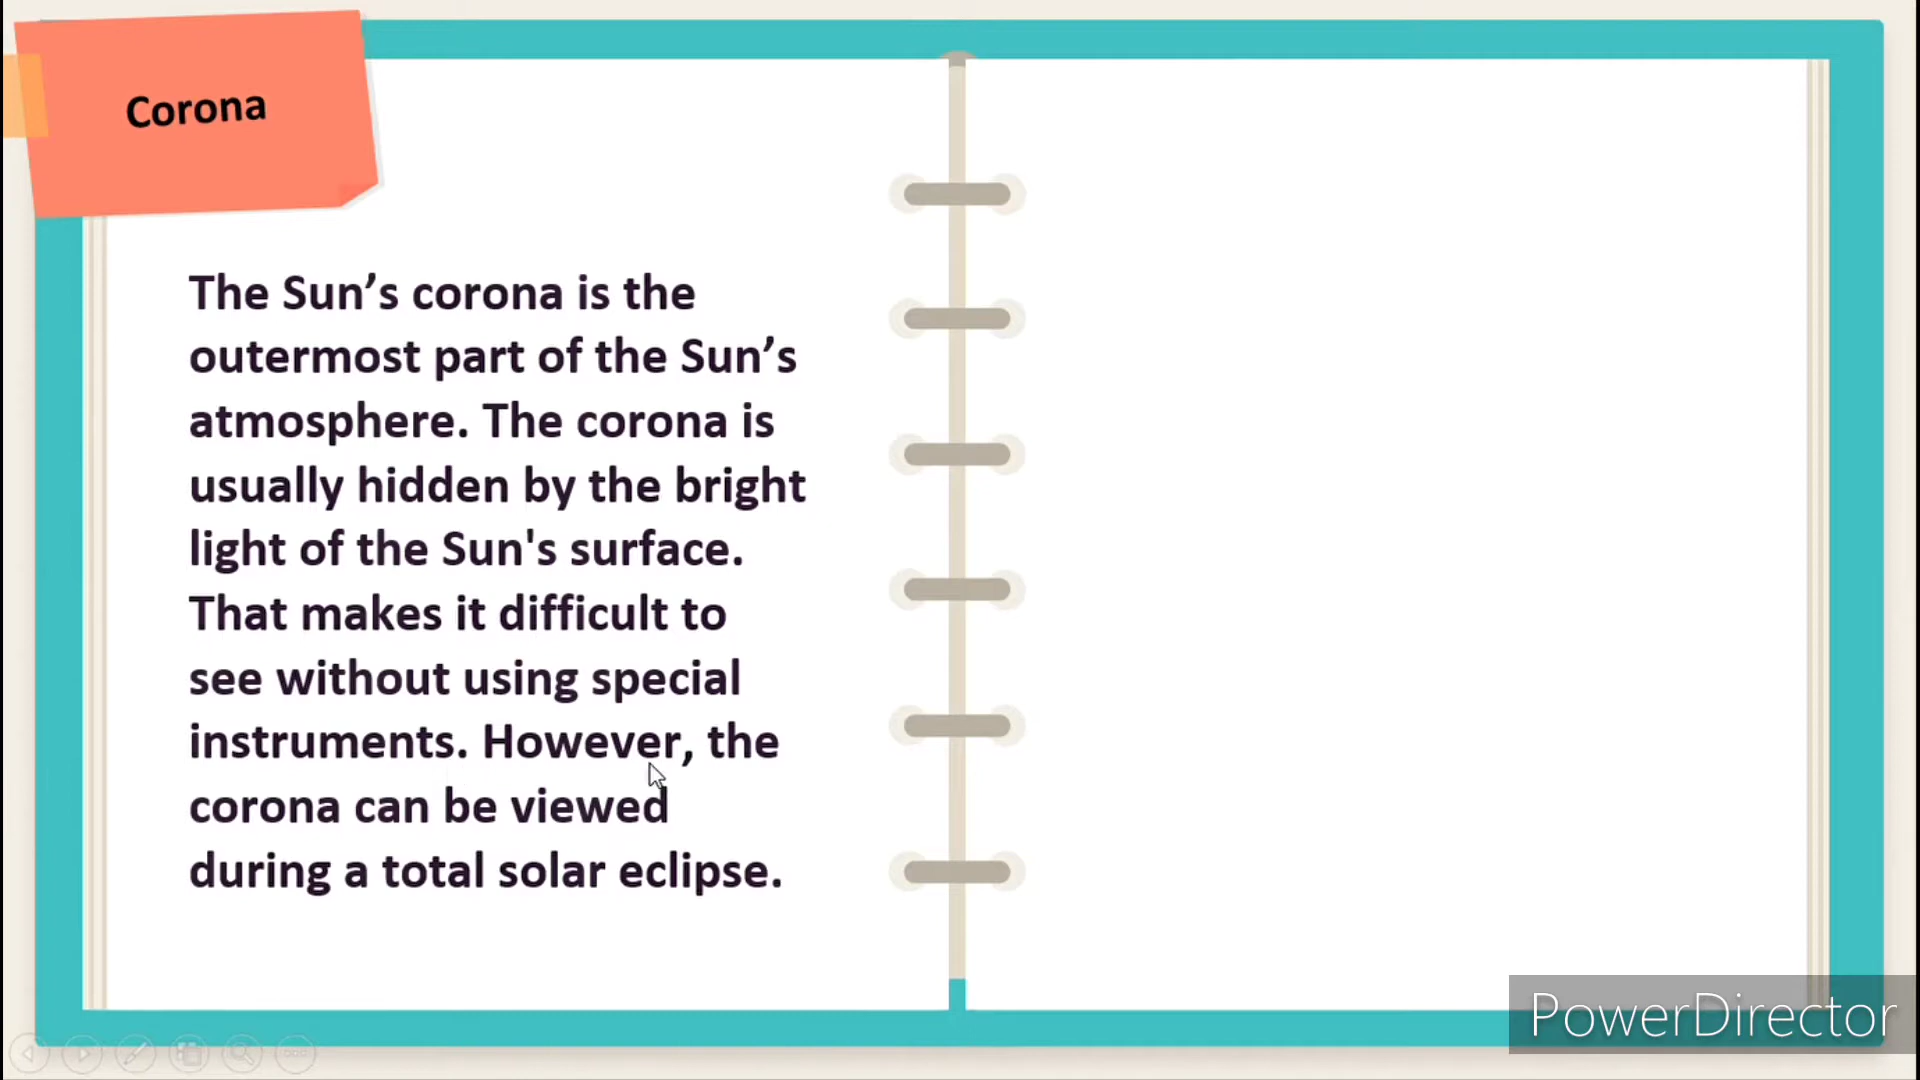 Corona
The Sun’s corona is the
outermost part of the Sun’s
atmosphere. The corona is
usually hidden by the bright
light of the Sun's surface.
That makes it difficult to
see without using special
instruments. However, the
corona can be viewed
during a total solar eclipse.
PowerDirector